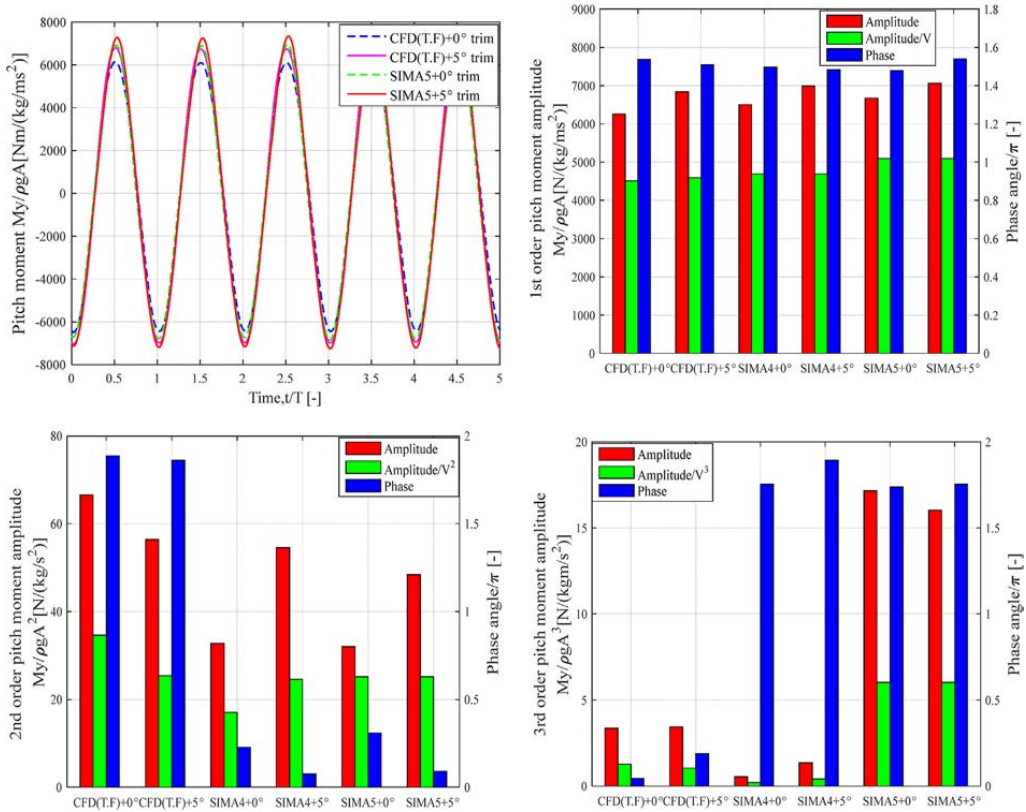 Pitch moment My/ρgA[Nm/(kg/ms²)]
8000
6000
4000
2000
0
-2000
-4000
-6000
-8000
CFD(T.F)+0° trim
CFD(T.F)+5° trim
SIMA5+0° trim
SIMA5+5° trim
0 0.5 1 1.5 2 2.5 3 3.5 4 4.5 5
Time,t/T [-]
1st order pitch moment amplitude
My/ρgA[N/(kg/ms²)]
9000
8000
7000
6000
5000
4000
3000
2000
1000
0
Amplitude
Amplitude/V
Phase
1.8
1.6
1.4
1.2
1
0.8
0.6
0.4
0.2
0
Phase angle/π [-]
CFD(T.F)+0° CFD(T.F)+5° SIMA4+0° SIMA4+5° SIMA5+0° SIMA5+5°
2nd order pitch moment amplitude
My/ρgA²[N/(kg/s²)]
80
60
40
20
0
Amplitude
Amplitude/V²
Phase
2
1.5
1
0.5
0
Phase angle/π [-]
CFD(T.F)+0° CFD(T.F)+5° SIMA4+0° SIMA4+5° SIMA5+0° SIMA5+5°
3rd order pitch moment amplitude
My/ρgA³[N/(kgm/s²)]
20
15
10
5
0
Amplitude
Amplitude/V³
Phase
2
1.5
1
0.5
0
Phase angle/π [-]
CFD(T.F)+0° CFD(T.F)+5° SIMA4+0° SIMA4+5° SIMA5+0° SIMA5+5°